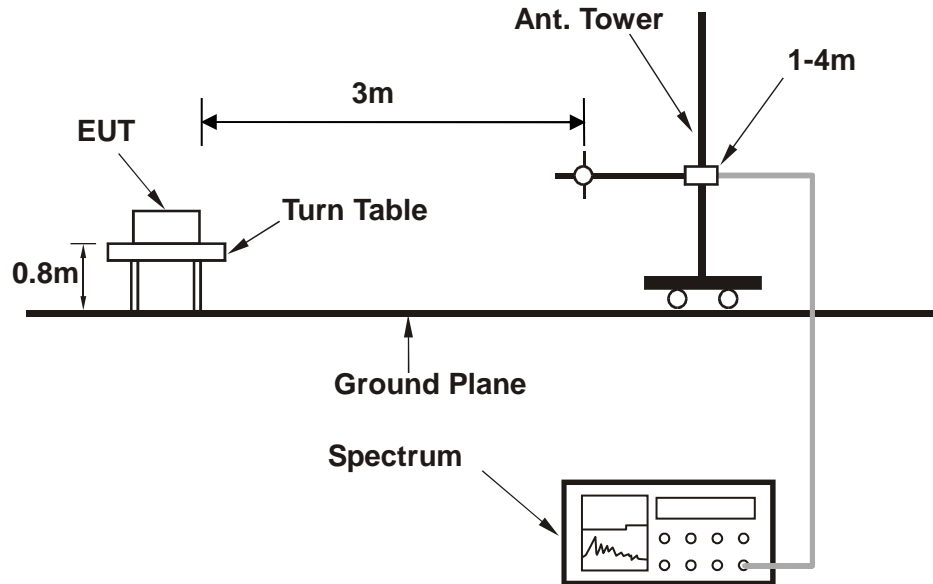 Ant. Tower
1-4m
3m
EUT
Turn Table
0.8m
Ground Plane
Spectrum